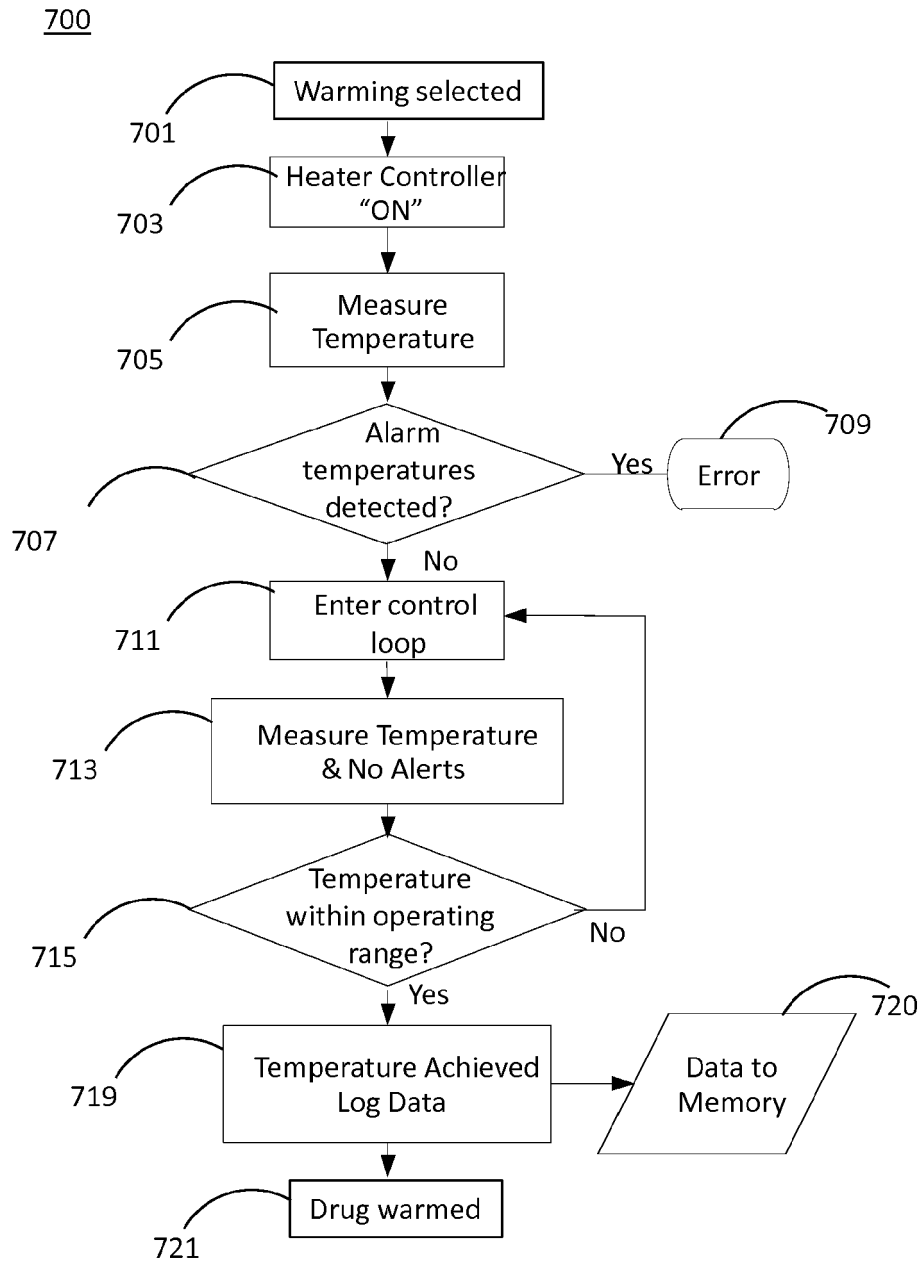 700
Warming selected
701
Heater Controller
“ON”
703
Measure
Temperature
705
Alarm
temperatures
detected?
707
Yes
Error
709
No
Enter control
loop
711
Measure Temperature
& No Alerts
713
Temperature
within operating
range?
715
No
Yes
Temperature Achieved
Log Data
719
Data to
Memory
720
Drug warmed
721